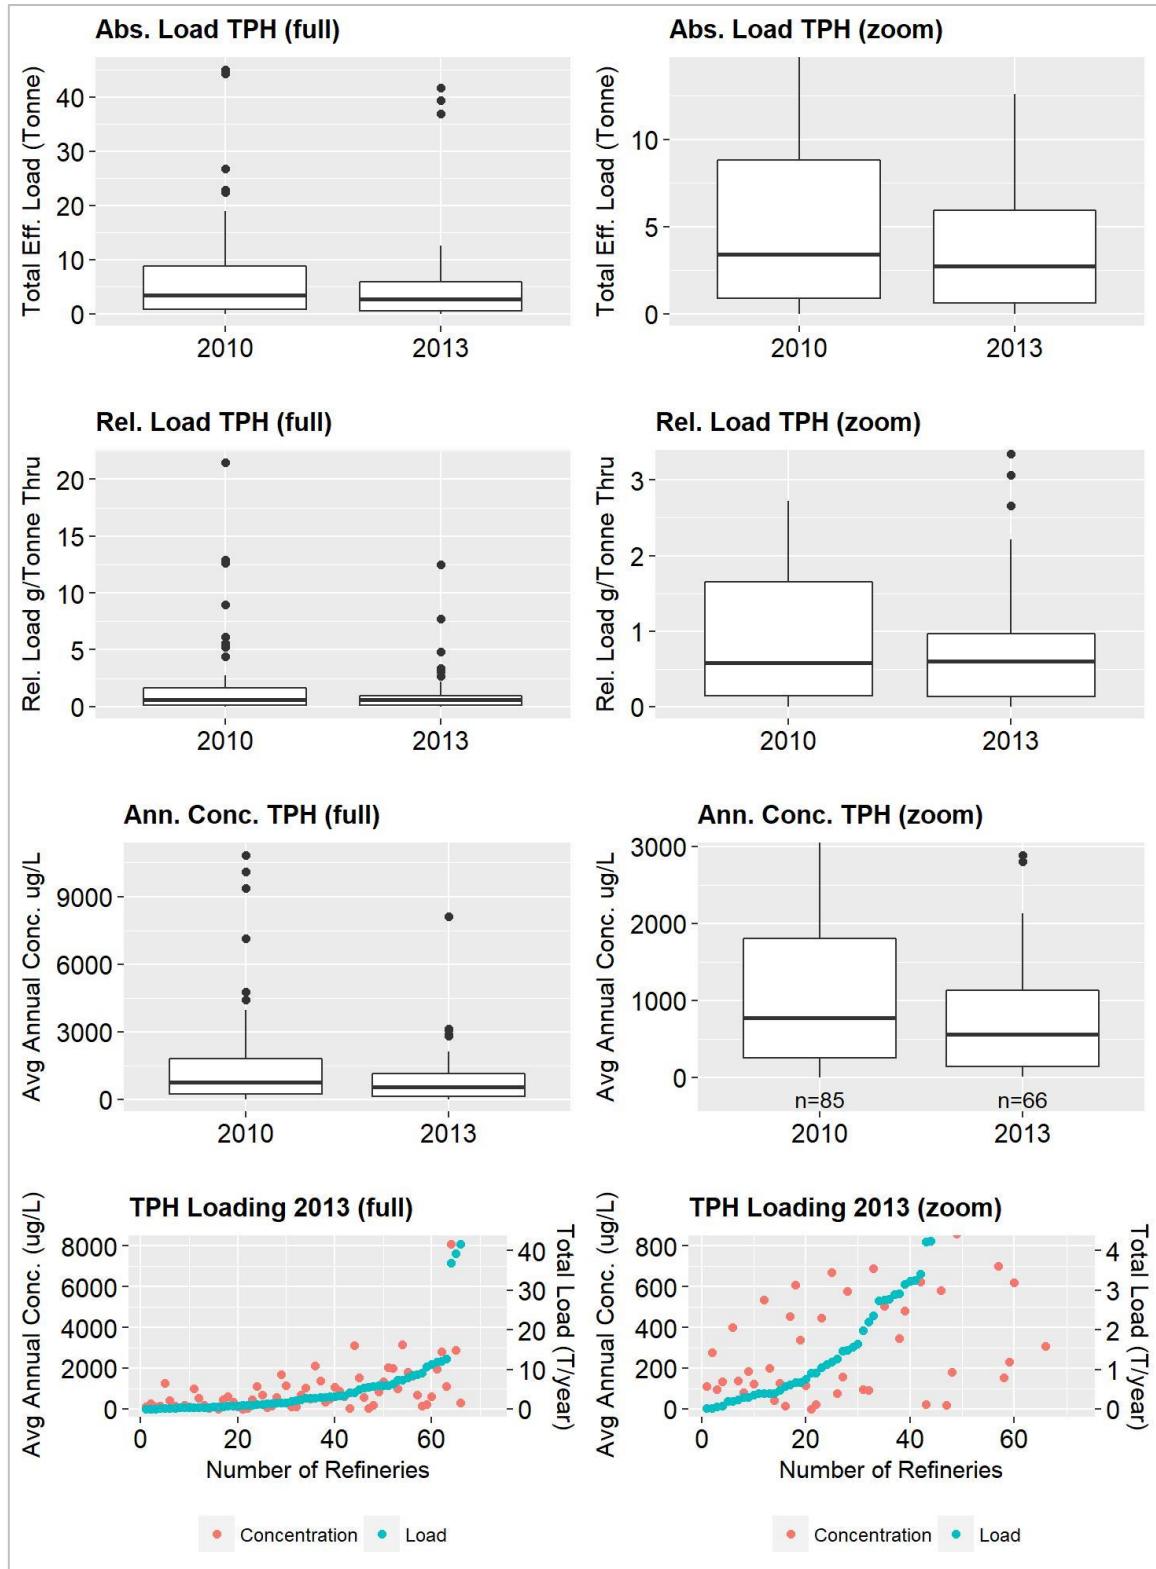 Abs. Load TPH (full)
Total Eff. Load (Tonne)
40
30
20
10
0
2010 2013
Abs. Load TPH (zoom)
Total Eff. Load (Tonne)
10
5
0
2010 2013
Rel. Load TPH (full)
Rel. Load g/Tonne Thru
20
15
10
5
0
2010 2013
Rel. Load TPH (zoom)
Rel. Load g/Tonne Thru
3
2
1
0
2010 2013
Ann. Conc. TPH (full)
Avg Annual Conc. ug/L
9000
6000
3000
0
2010 2013
Ann. Conc. TPH (zoom)
Avg Annual Conc. ug/L
3000
2000
1000
0
n=85 n=66
2010 2013
TPH Loading 2013 (full)
Avg Annual Conc. (ug/L)
8000
6000
4000
2000
0
Total Load (T/year)
40
30
20
10
0
0 20 40 60
Number of Refineries
Concentration Load
TPH Loading 2013 (zoom)
Avg Annual Conc. (ug/L)
800
600
400
200
0
Total Load (T/year)
4
3
2
1
0
0 20 40 60
Number of Refineries
Concentration Load